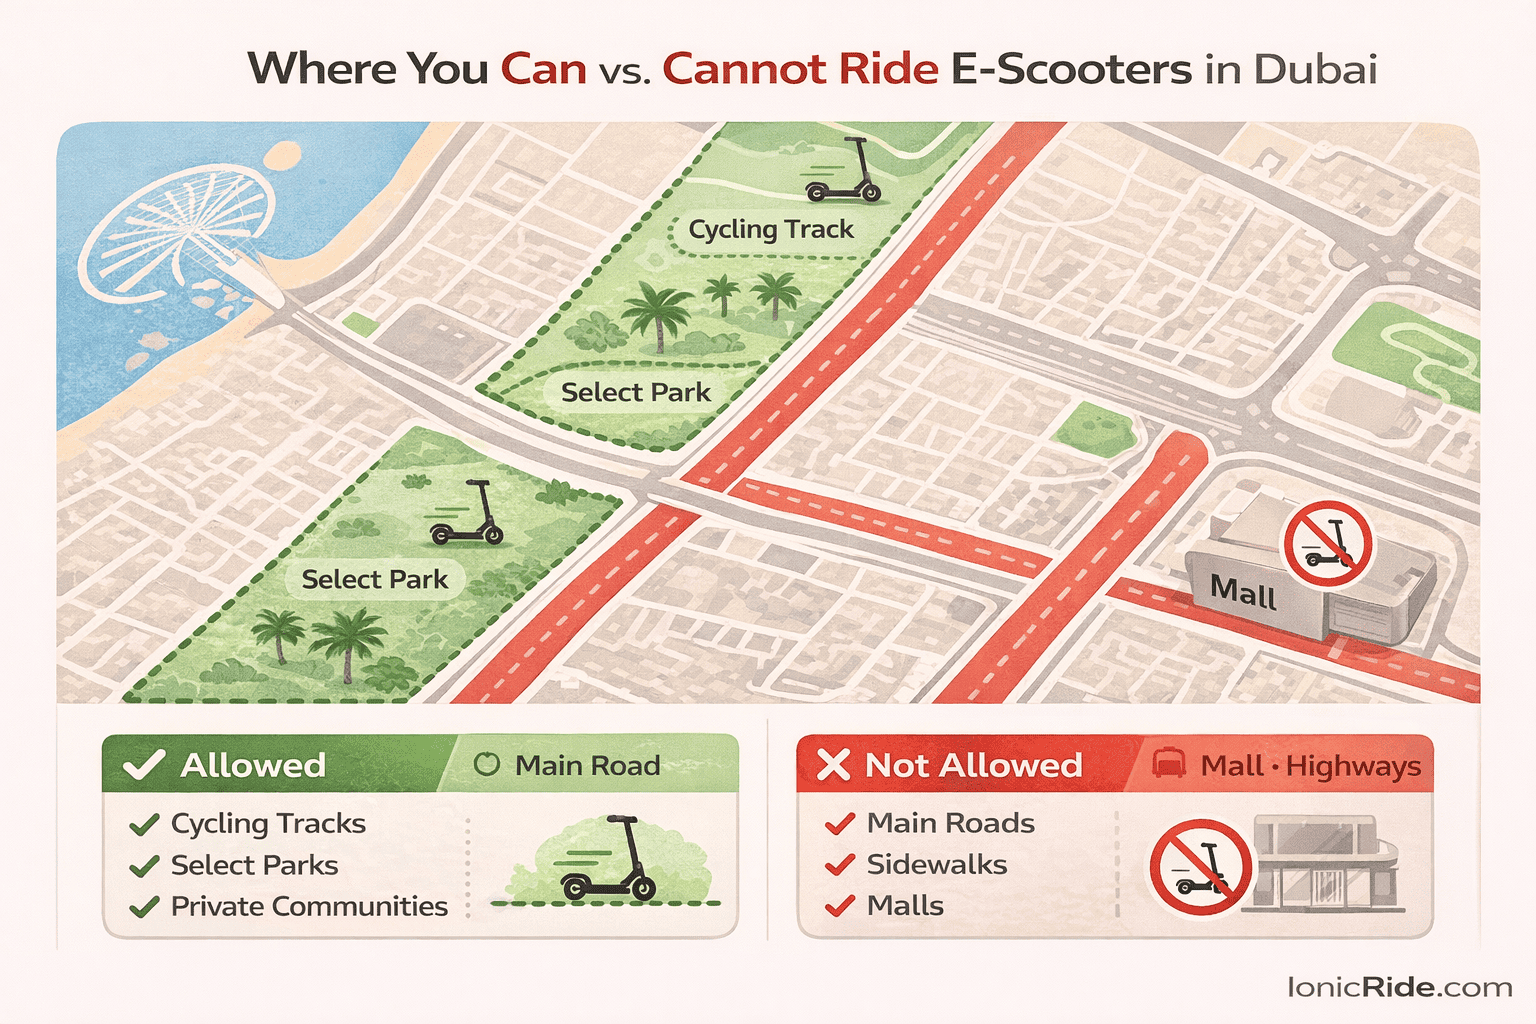 Where You Can vs. Cannot Ride E-Scooters in Dubai
Cycling Track
Select Park
Select Park
Mall
Allowed
Main Road
Cycling Tracks
Select Parks
Private Communities
Not Allowed
Mall · Highways
Main Roads
Sidewalks
Malls
IonicRide.com